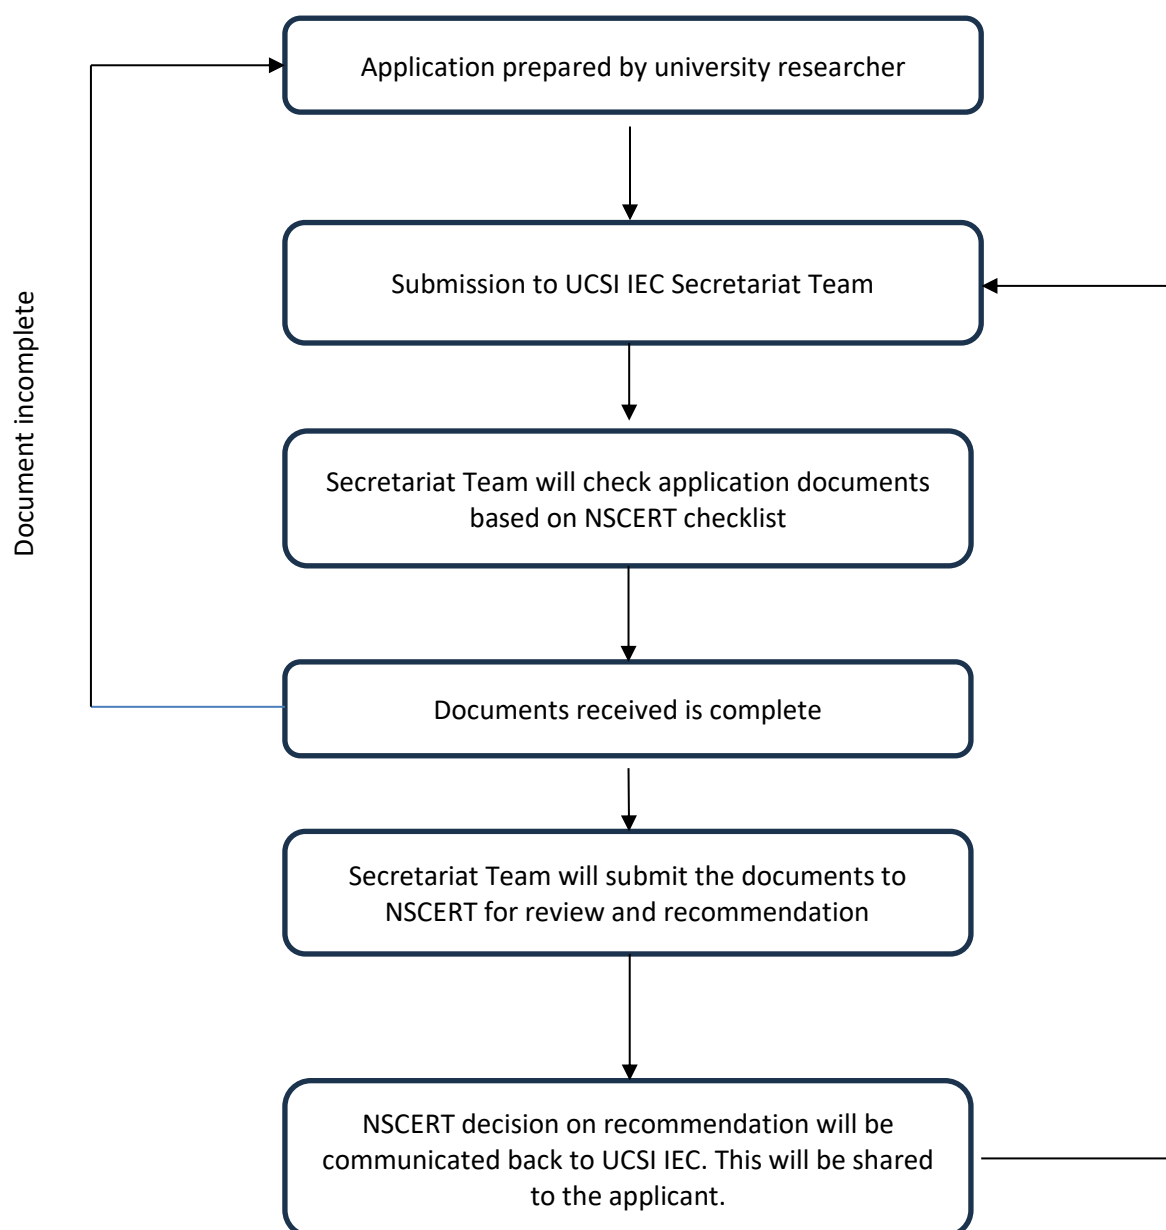 Application prepared by university researcher
Submission to UCSI IEC Secretariat Team
Document incomplete
Secretariat Team will check application documents
based on NSCERT checklist
Documents received is complete
Secretariat Team will submit the documents to
NSCERT for review and recommendation
NSCERT decision on recommendation will be
communicated back to UCSI IEC. This will be shared
to the applicant.